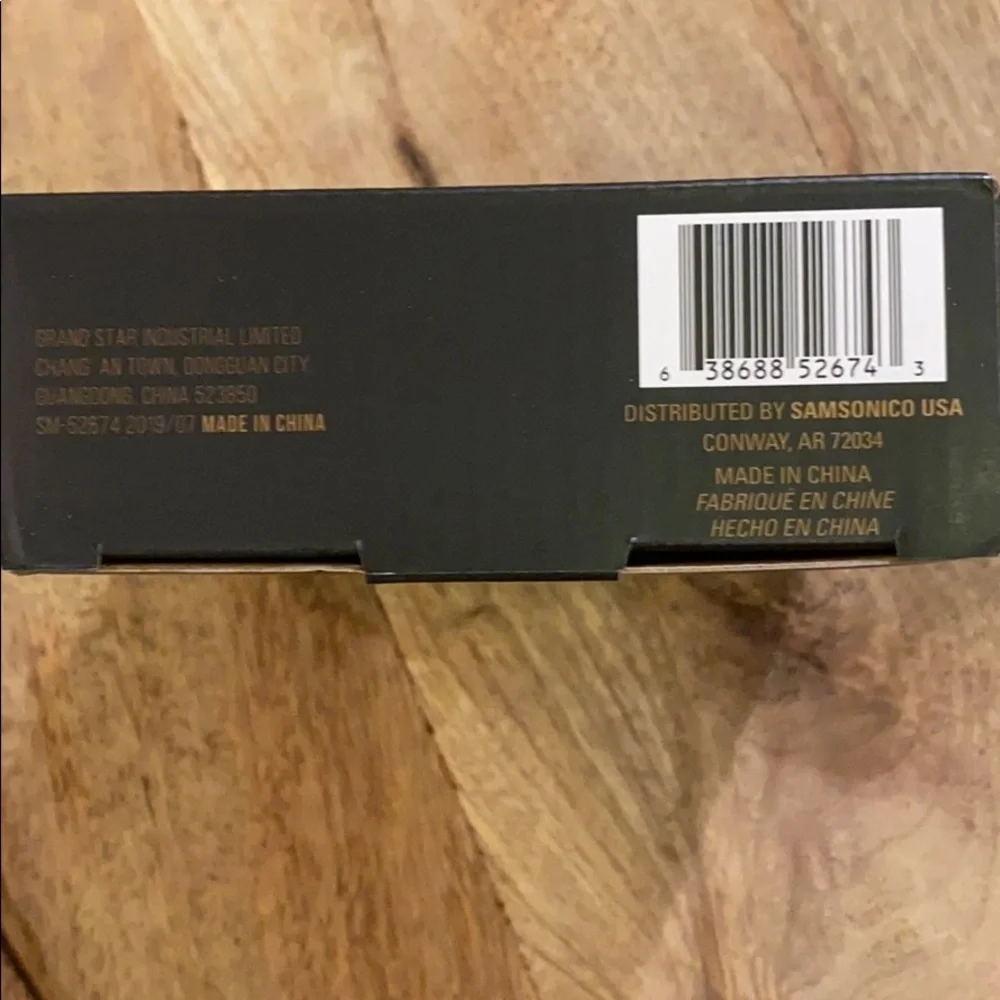 GRAND STAR INDUSTRIAL LIMITED
CHANG AN TOWN, DONGGUAN CITY,
GUANGDONG, CHINA 523850
SM-52674 2019/07 MADE IN CHINA
6 38688 52674 3
DISTRIBUTED BY SAMSONICO USA
CONWAY, AR 72034
MADE IN CHINA
FABRIQUÉ EN CHINE
HECHO EN CHINA